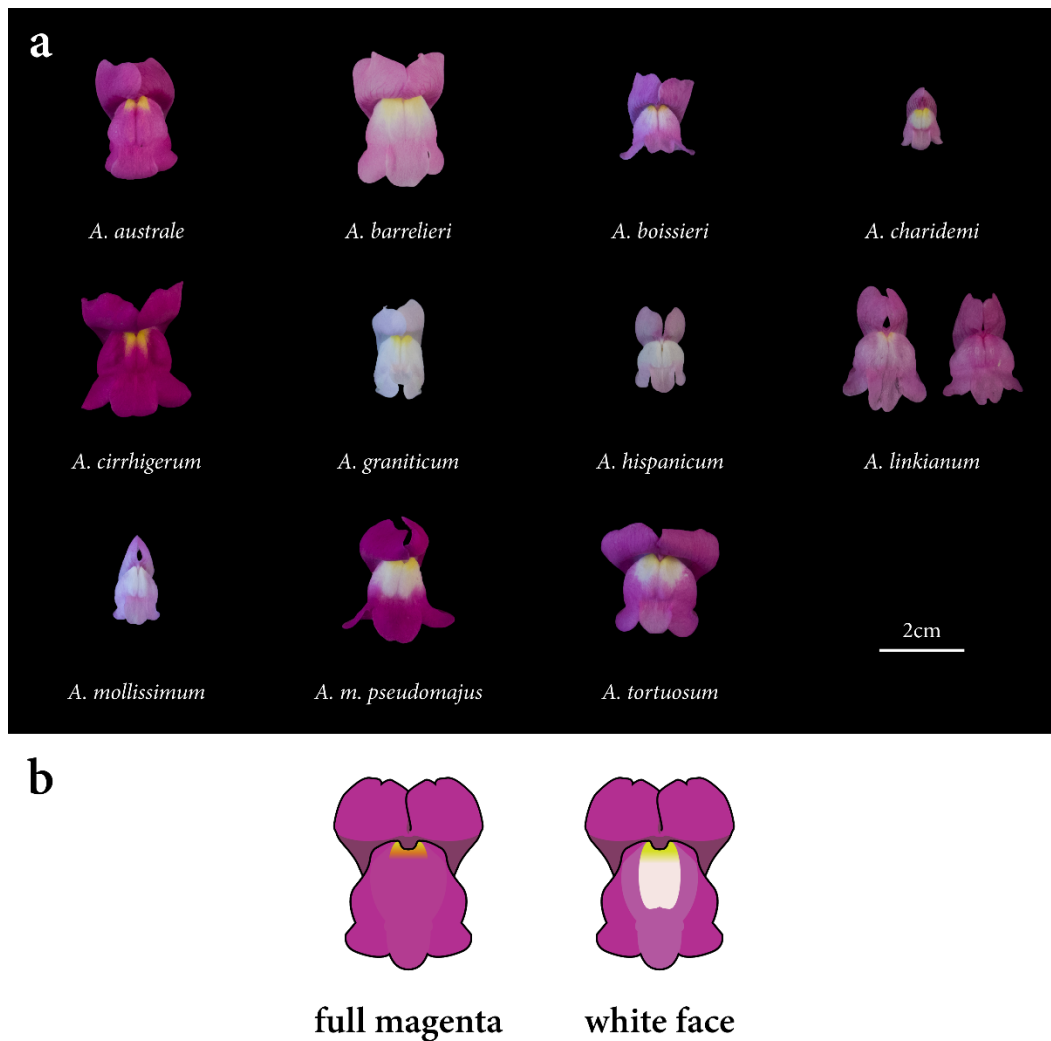 a
A. australe
A. barrelieri
A. boissieri
A. charidemi
A. cirrhigerum
A. graniticum
A. hispanicum
A. linkianum
A. mollissimum
A. m. pseudomajus
A. tortuosum
2cm
b
full magenta
white face